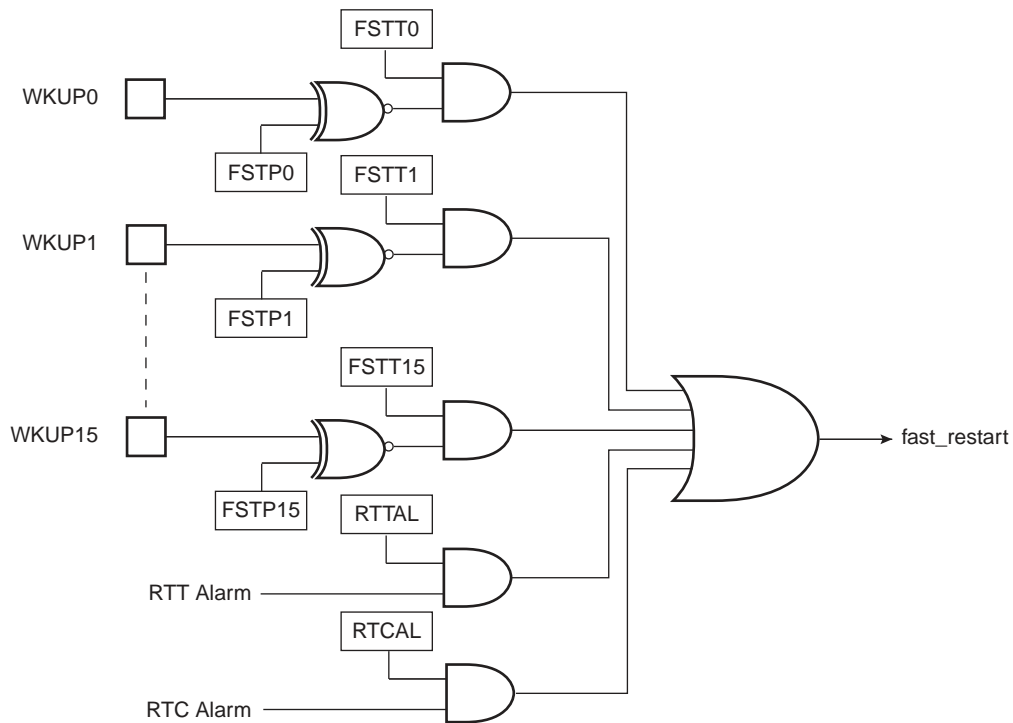 FSTT0
WKUP0
FSTP0
FSTT1
WKUP1
FSTP1
FSTT15
WKUP15
fast_restart
FSTP15
RTTAL
RTT Alarm
RTCAL
RTC Alarm